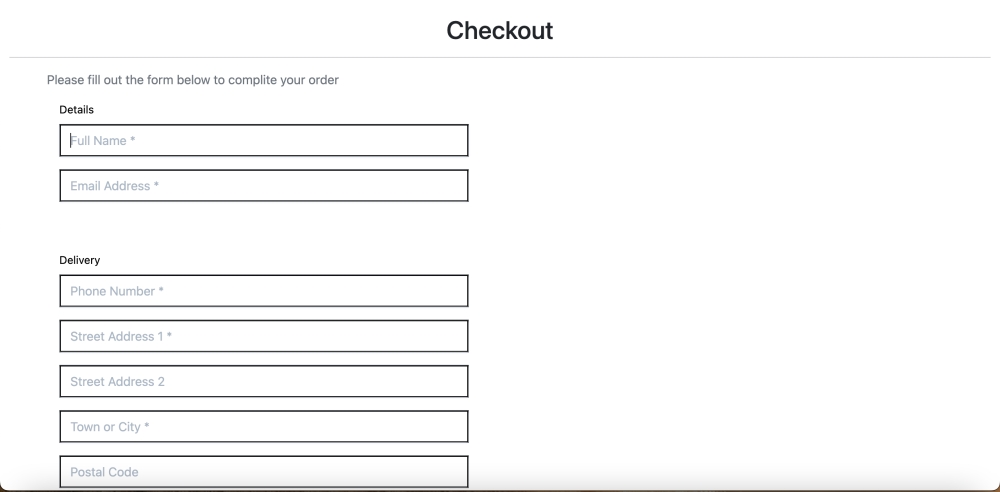 Checkout
Please fill out the form below to complite your order
Details
Full Name *
Email Address *
Delivery
Phone Number *
Street Address 1 *
Street Address 2
Town or City *
Postal Code